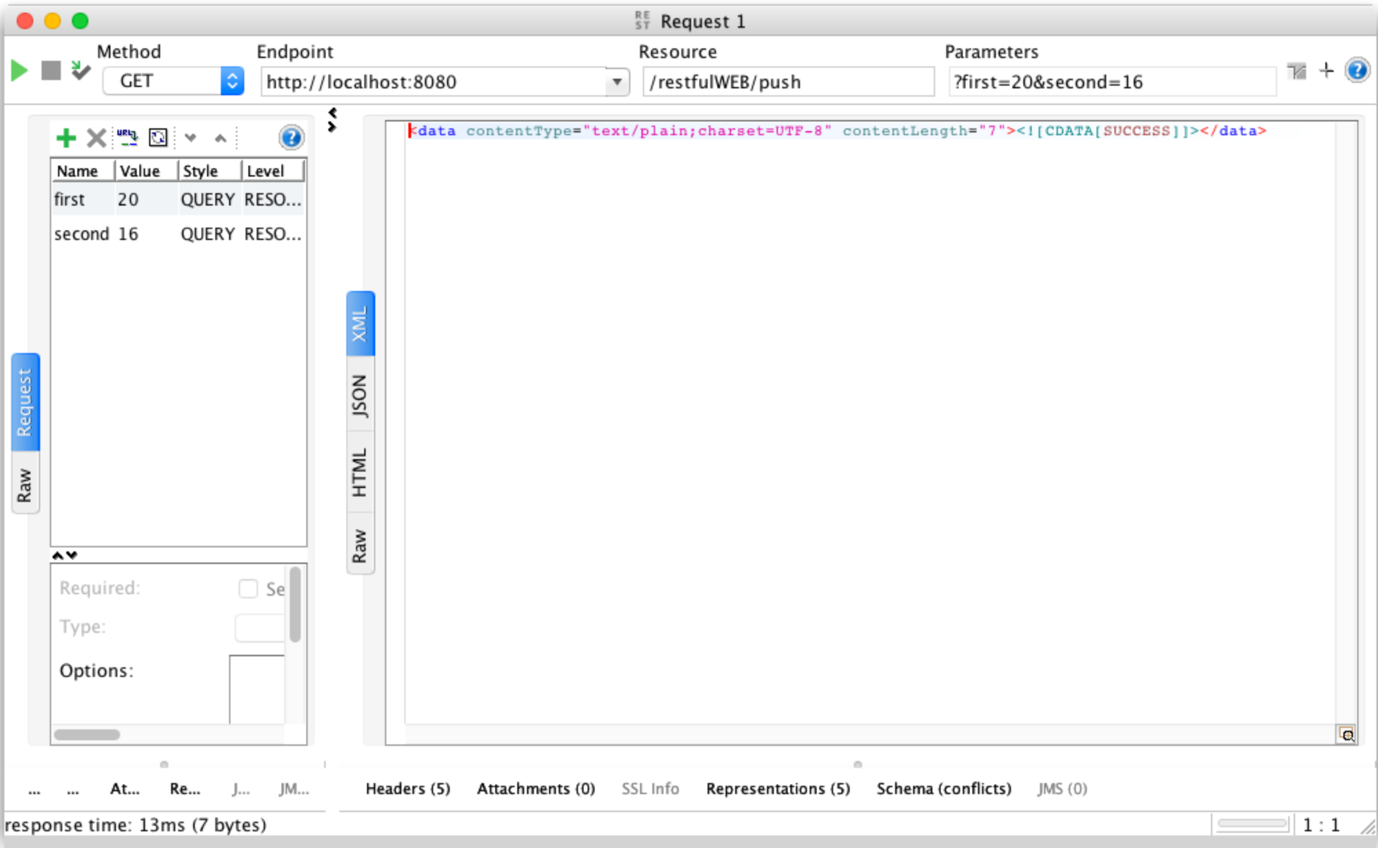 REST Request 1
Method Endpoint Resource Parameters
GET http://localhost:8080 /restfulWEB/push ?first=20&second=16
<data contentType="text/plain;charset=UTF-8" contentLength="7"><![CDATA[SUCCESS]]></data>
Name Value Style Level
first 20 QUERY RESO...
second 16 QUERY RESO...
Request
Raw
XML
JSON
HTML
Raw
Required: Se
Type:
Options:
... ... At... Re... J... JM...
Headers (5) Attachments (0) SSL Info Representations (5) Schema (conflicts) JMS (0)
response time: 13ms (7 bytes)
1 : 1